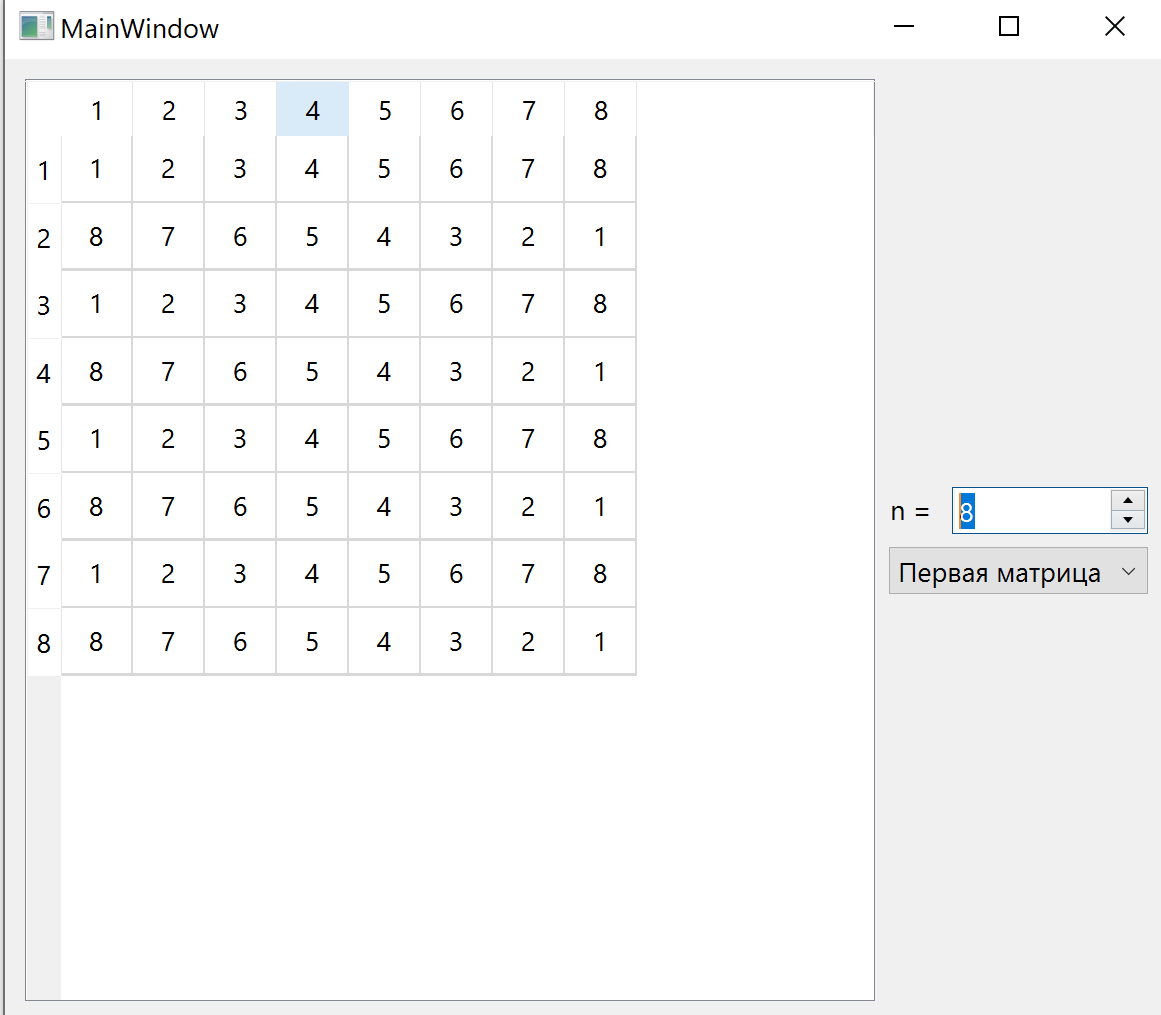 MainWindow
1 2 3 4 5 6 7 8
1 1 2 3 4 5 6 7 8
2 8 7 6 5 4 3 2 1
3 1 2 3 4 5 6 7 8
4 8 7 6 5 4 3 2 1
5 1 2 3 4 5 6 7 8
6 8 7 6 5 4 3 2 1
7 1 2 3 4 5 6 7 8
8 8 7 6 5 4 3 2 1
n = 8
Первая матрица